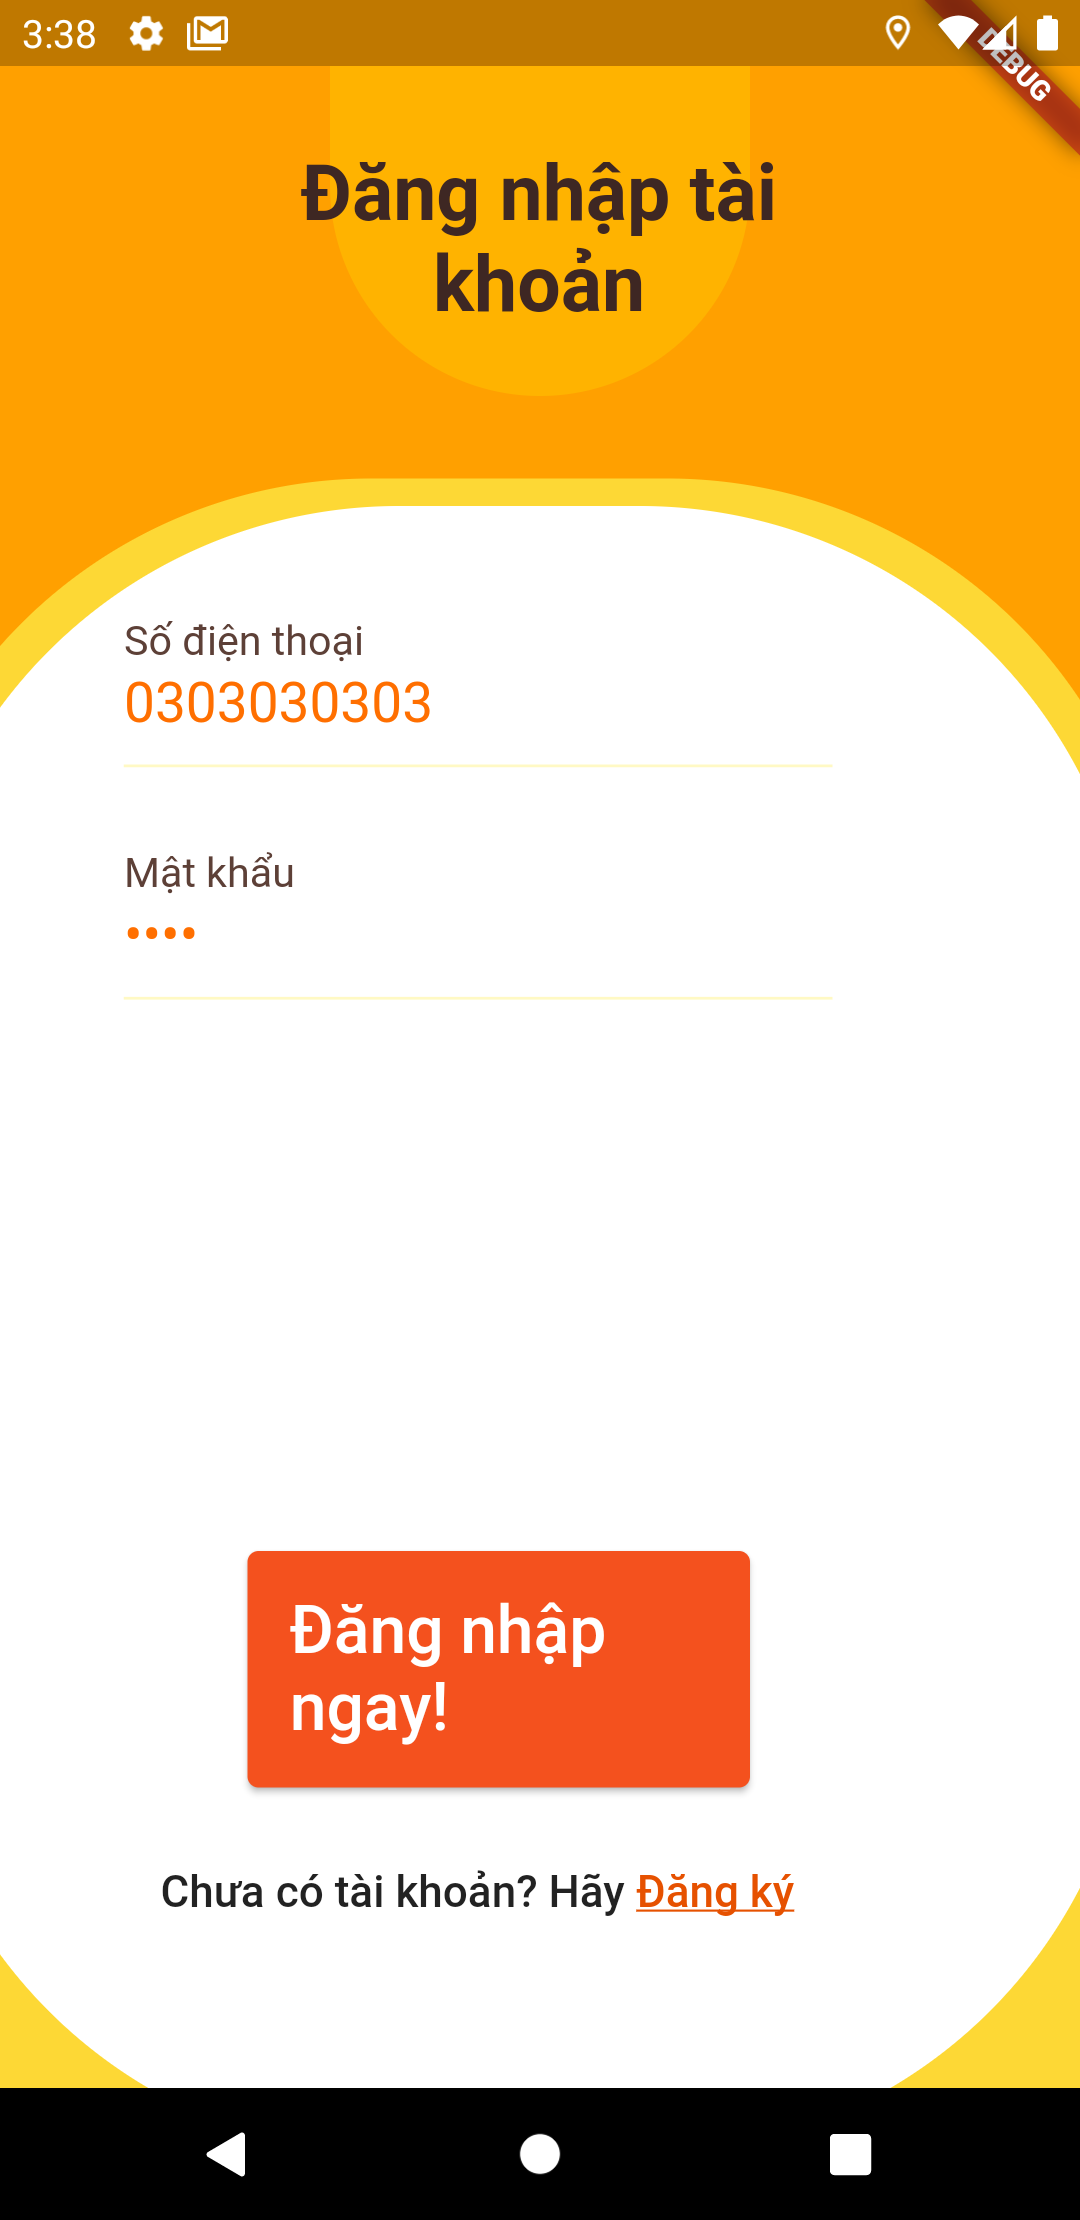 3:38
DEBUG
Đăng nhập tài
khoản
Số điện thoại
0303030303
Mật khẩu
••••
Đăng nhập
ngay!
Chưa có tài khoản? Hãy Đăng ký